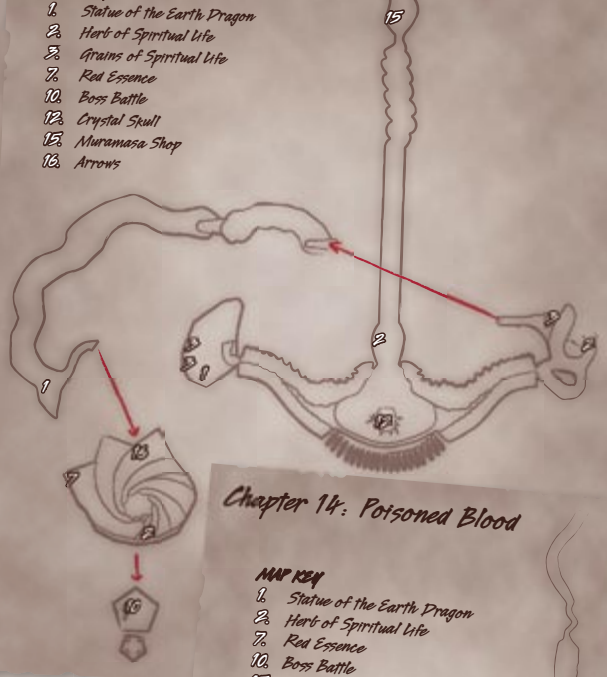 1. Statue of the Earth Dragon
2. Herb of Spiritual Life
3. Grains of Spiritual Life
7. Red Essence
10. Boss Battle
12. Crystal Skull
15. Muramasa Shop
16. Arrows
15
2
12
1
7
10
Chapter 14: Poisoned Blood
MAP KEY
1. Statue of the Earth Dragon
2. Herb of Spiritual Life
7. Red Essence
10. Boss Battle